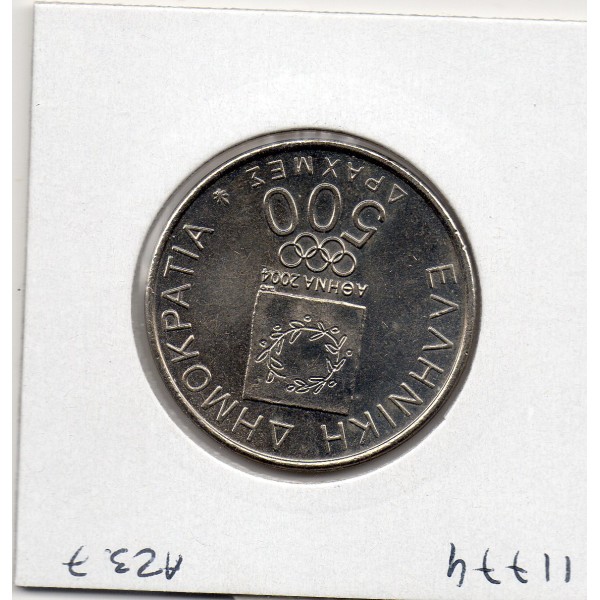 ΕΛΛΗΝΙΚΗ ΔΗΜΟΚΡΑΤΙΑ *
ΑΘΗΝΑ 2004
500
ΔΡΑΧΜΕΣ
11774
A23.7